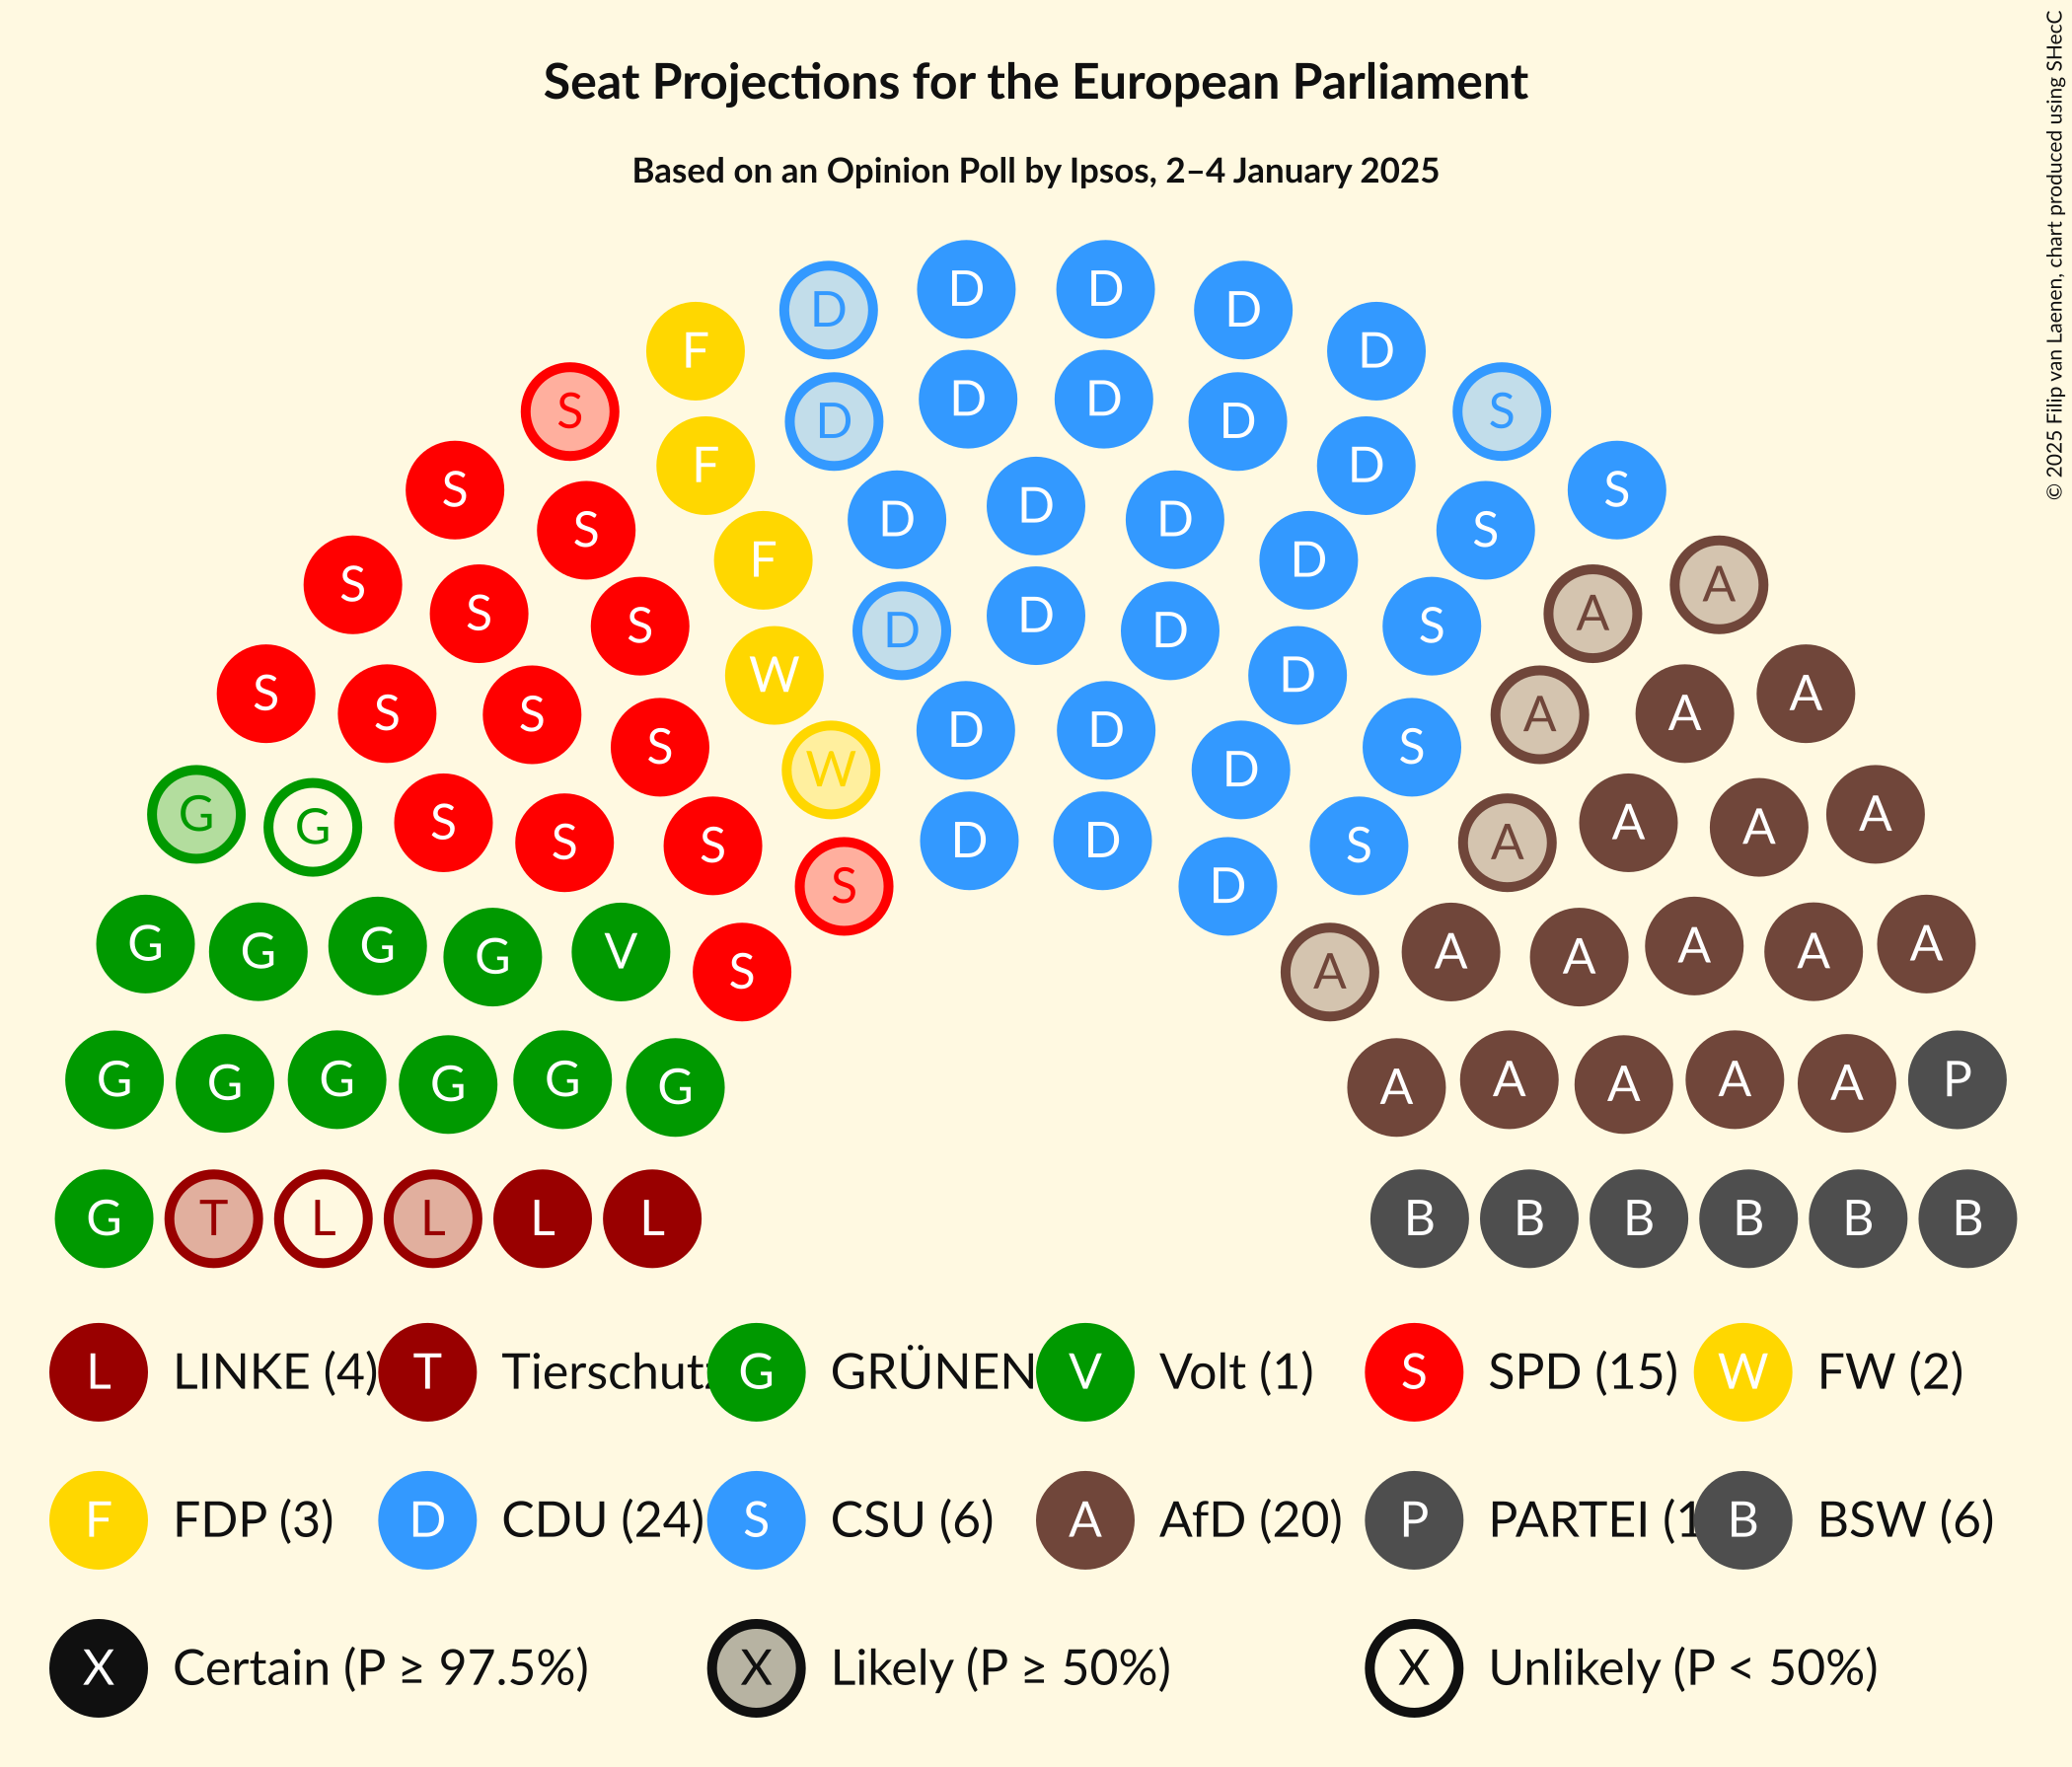 Seat Projections for the European Parliament
Based on an Opinion Poll by Ipsos, 2–4 January 2025
© 2025 Filip van Laenen, chart produced using SHecC
D D D D
D D F
D D D D S
F D D S
S S
D D D
S S F D S
A A
S S S
D D D D S
W
S S S S
D D D
S A A A
W
G G S S S
D D D
S A A A A
S
G G G G V S
A A A A A A
G G G G G G
A A A A A P
G T L L L L
B B B B B B
L LINKE (4) T Tierschutz G GRÜNEN V Volt (1) S SPD (15) W FW (2)
F FDP (3) D CDU (24) S CSU (6) A AfD (20) P PARTEI (1 B BSW (6)
X Certain (P ≥ 97.5%) X Likely (P ≥ 50%) X Unlikely (P < 50%)